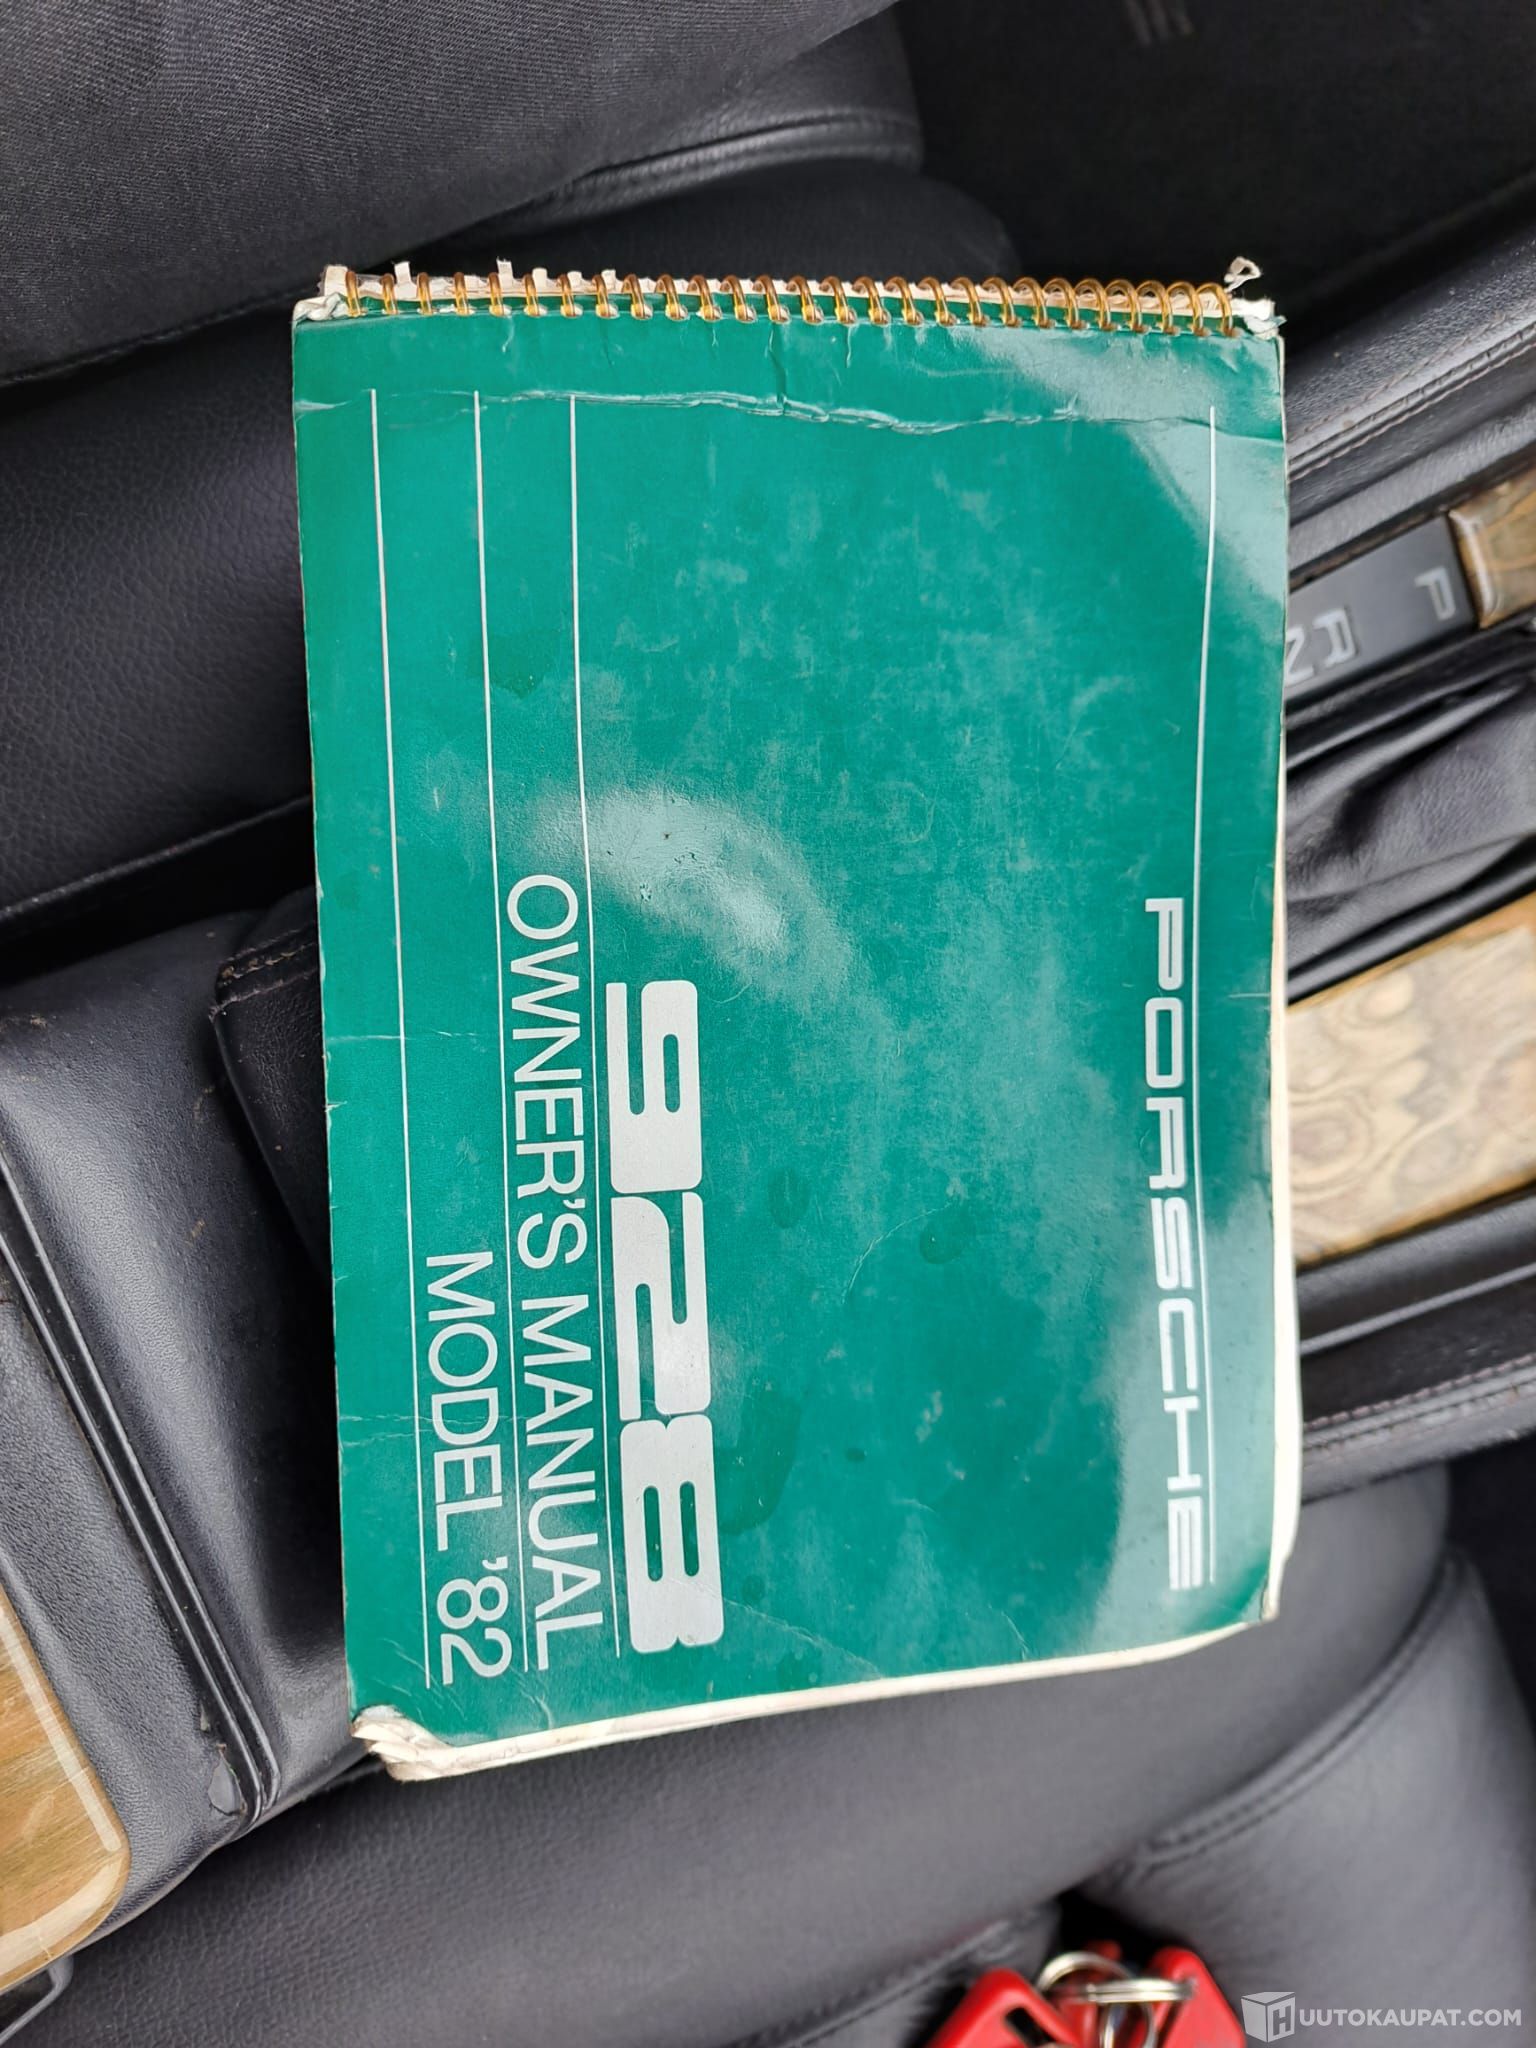 PORSCHE
928
OWNER'S MANUAL
MODEL '82
P
R
N
HUUTOKAUPAT.COM